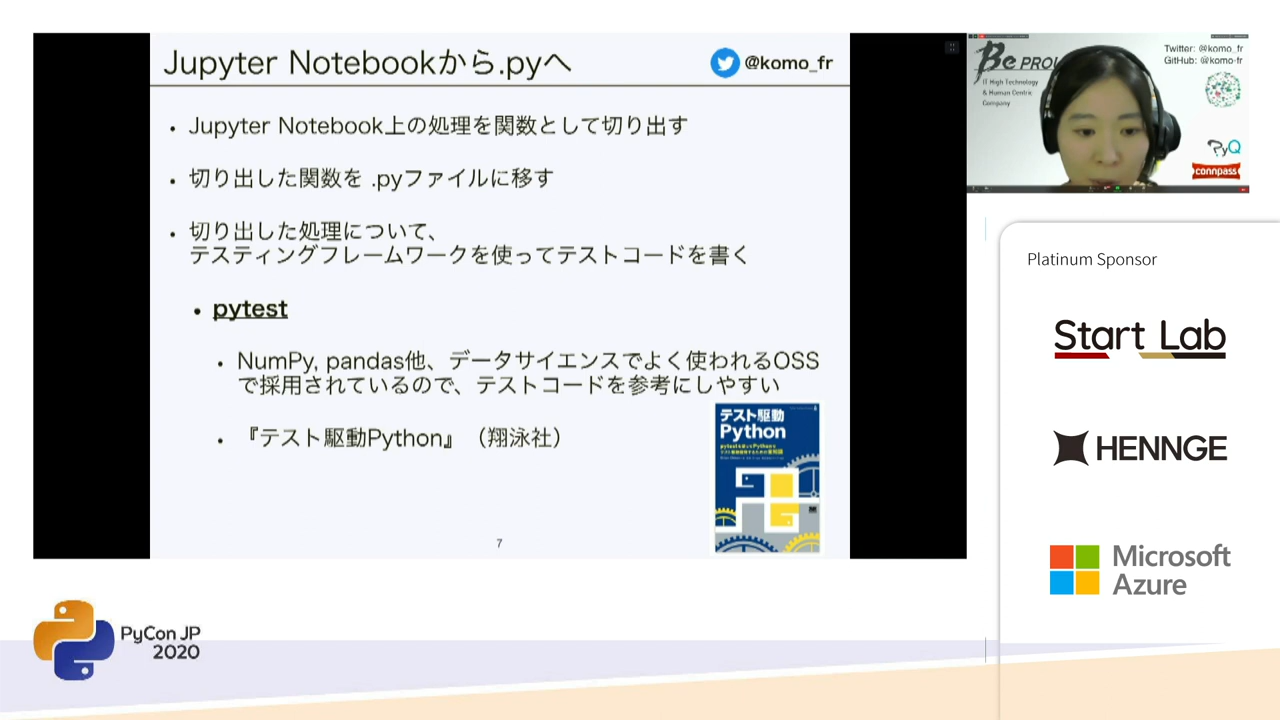 Jupyter Notebookから.pyへ
@komo_fr
• Jupyter Notebook上の処理を関数として切り出す
• 切り出した関数を .pyファイルに移す
• 切り出した処理について、
テスティングフレームワークを使ってテストコードを書く
• pytest
• NumPy, pandas他、データサイエンスでよく使われるOSS
で採用されているので、テストコードを参考にしやすい
• 『テスト駆動Python』（翔泳社）
テスト駆動
Python
7
Be PROU
IT High Technology
& Human Centric
Company
Twitter: @komo_fr
GitHub: @komo-fr
PyQ
connpass
Platinum Sponsor
Start Lab
HENNGE
Microsoft
Azure
PyCon JP
2020